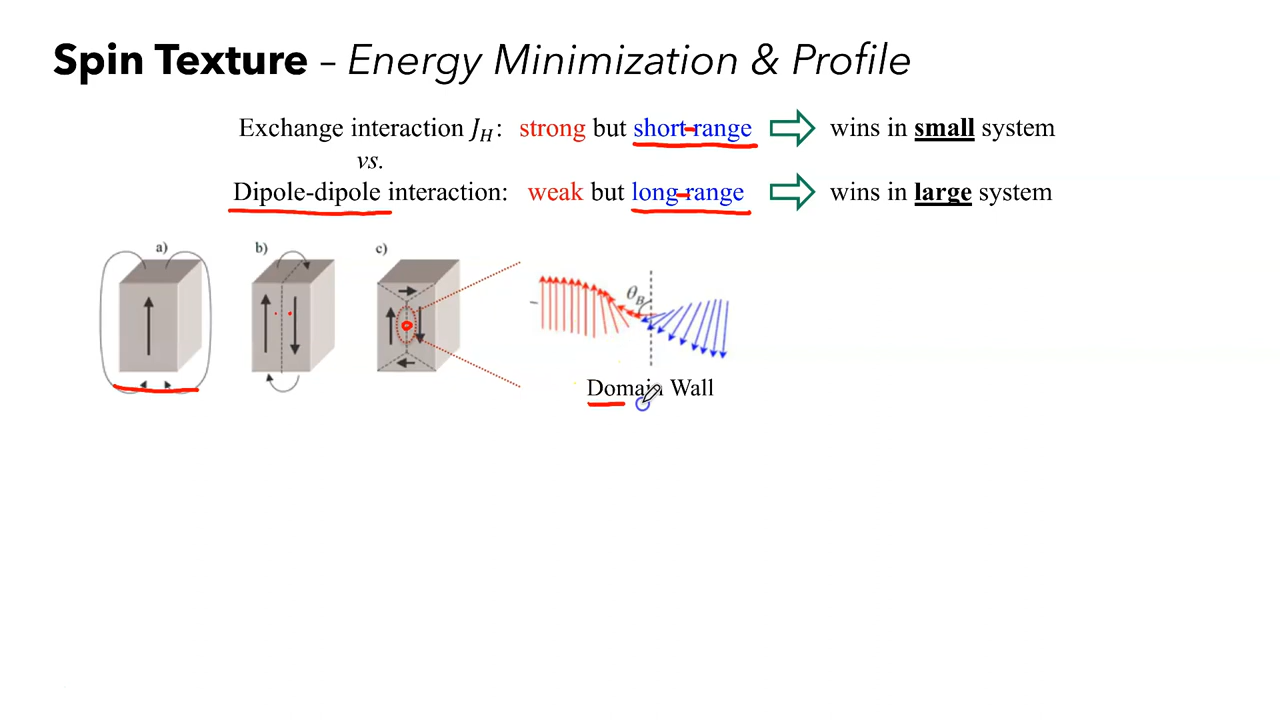 Spin Texture – Energy Minimization & Profile
Exchange interaction J_H: strong but short-range wins in small system
vs.
Dipole-dipole interaction: weak but long-range wins in large system
a) b) c)
θ_B
Domain Wall